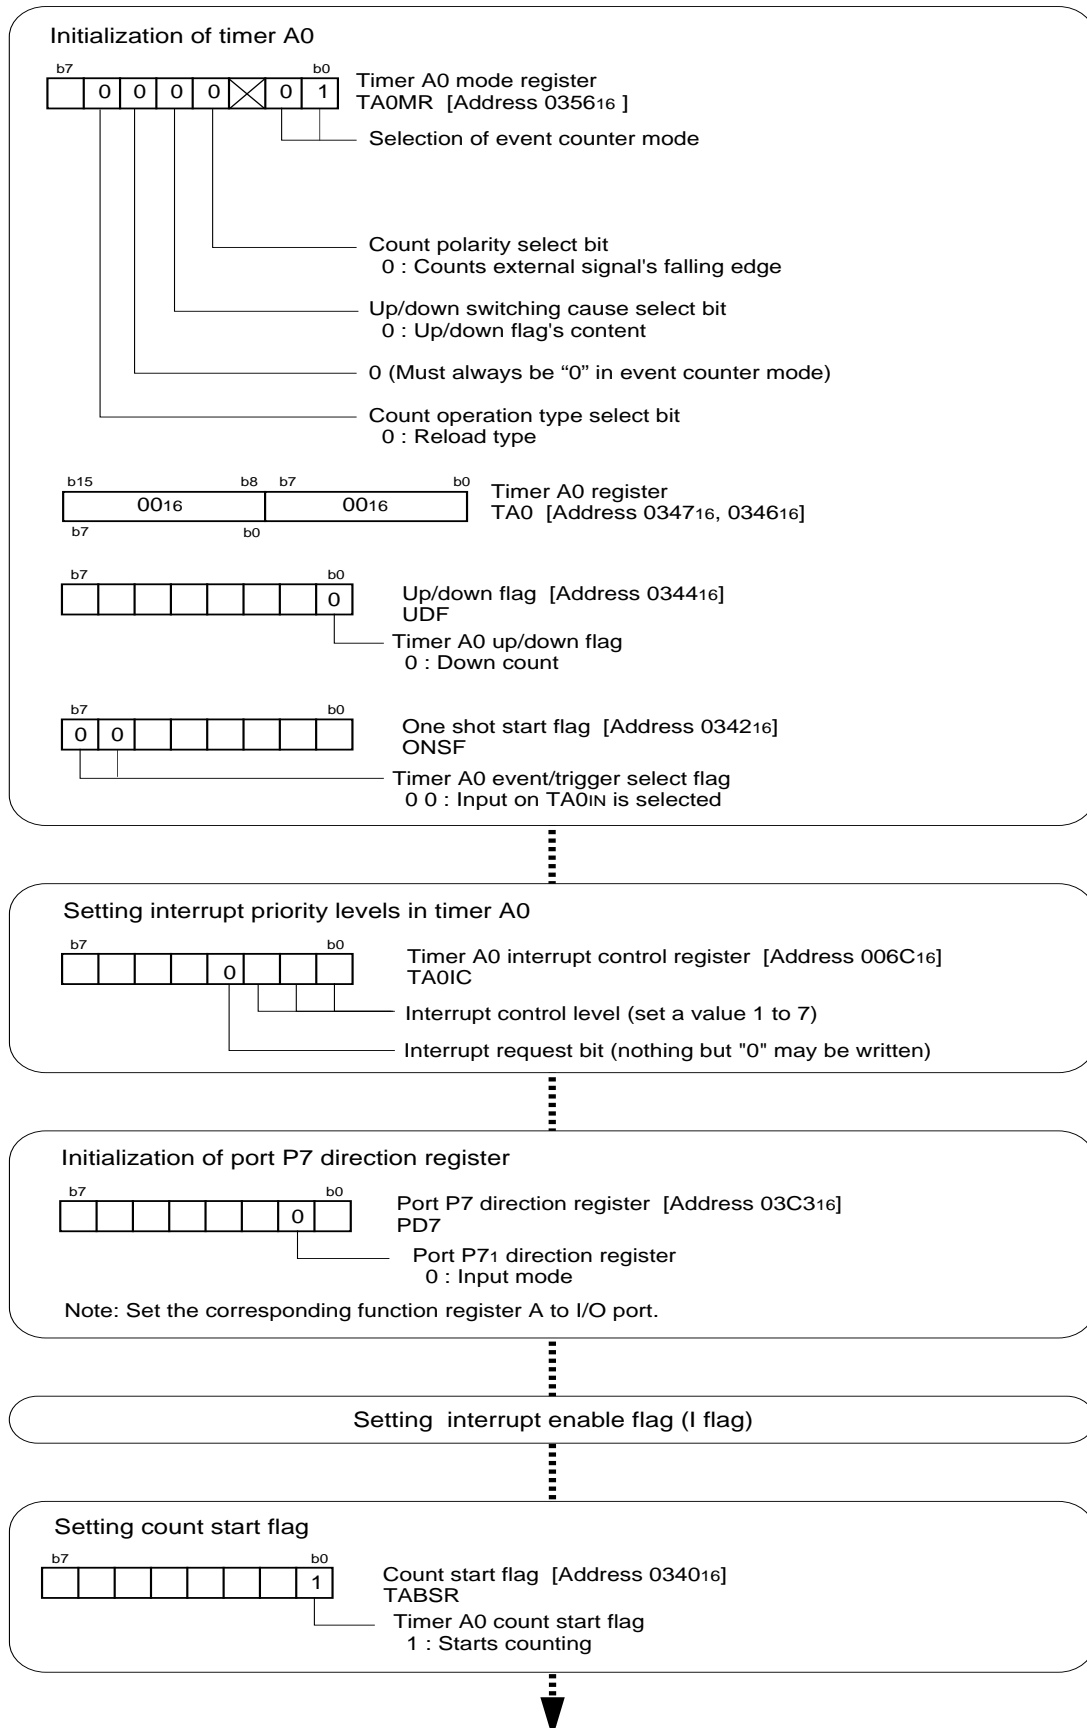 Initialization of timer A0
b7 b0
0 0 0 0 0 1
Timer A0 mode register
TA0MR [Address 035616 ]
Selection of event counter mode
Count polarity select bit
0 : Counts external signal's falling edge
Up/down switching cause select bit
0 : Up/down flag's content
0 (Must always be “0” in event counter mode)
Count operation type select bit
0 : Reload type
b15 b8 b7 b0
0016 0016
b7 b0
Timer A0 register
TA0 [Address 034716, 034616]
b7 b0
0
Up/down flag [Address 034416]
UDF
Timer A0 up/down flag
0 : Down count
b7 b0
0 0
One shot start flag [Address 034216]
ONSF
Timer A0 event/trigger select flag
0 0 : Input on TA0IN is selected
Setting interrupt priority levels in timer A0
b7 b0
0
Timer A0 interrupt control register [Address 006C16]
TA0IC
Interrupt control level (set a value 1 to 7)
Interrupt request bit (nothing but "0" may be written)
Initialization of port P7 direction register
b7 b0
0
Port P7 direction register [Address 03C316]
PD7
Port P71 direction register
0 : Input mode
Note: Set the corresponding function register A to I/O port.
Setting interrupt enable flag (I flag)
Setting count start flag
b7 b0
1
Count start flag [Address 034016]
TABSR
Timer A0 count start flag
1 : Starts counting